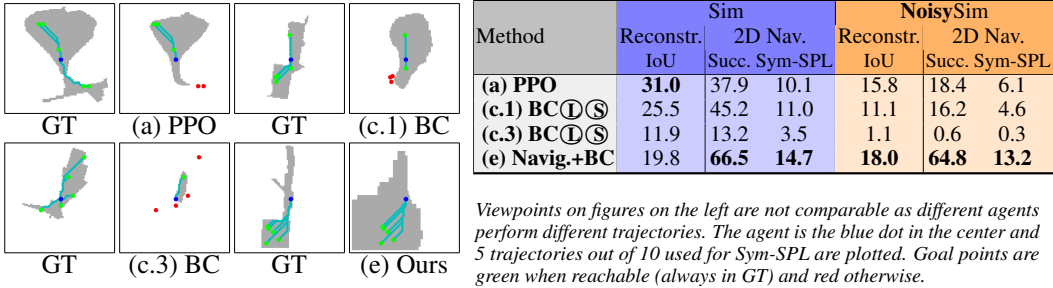 GT
(a) PPO
GT
(c.1) BC
GT
(c.3) BC
GT
(e) Ours
Sim NoisySim
Method Reconstr. 2D Nav. Reconstr. 2D Nav.
IoU Succ. Sym-SPL IoU Succ. Sym-SPL
(a) PPO 31.0 37.9 10.1 15.8 18.4 6.1
(c.1) BC Ⓛ Ⓢ 25.5 45.2 11.0 11.1 16.2 4.6
(c.3) BC Ⓛ Ⓢ 11.9 13.2 3.5 1.1 0.6 0.3
(e) Navig.+BC 19.8 66.5 14.7 18.0 64.8 13.2
Viewpoints on figures on the left are not comparable as different agents
perform different trajectories. The agent is the blue dot in the center and
5 trajectories out of 10 used for Sym-SPL are plotted. Goal points are
green when reachable (always in GT) and red otherwise.